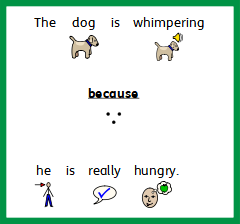 The dog is whimpering
because
he is really hungry.